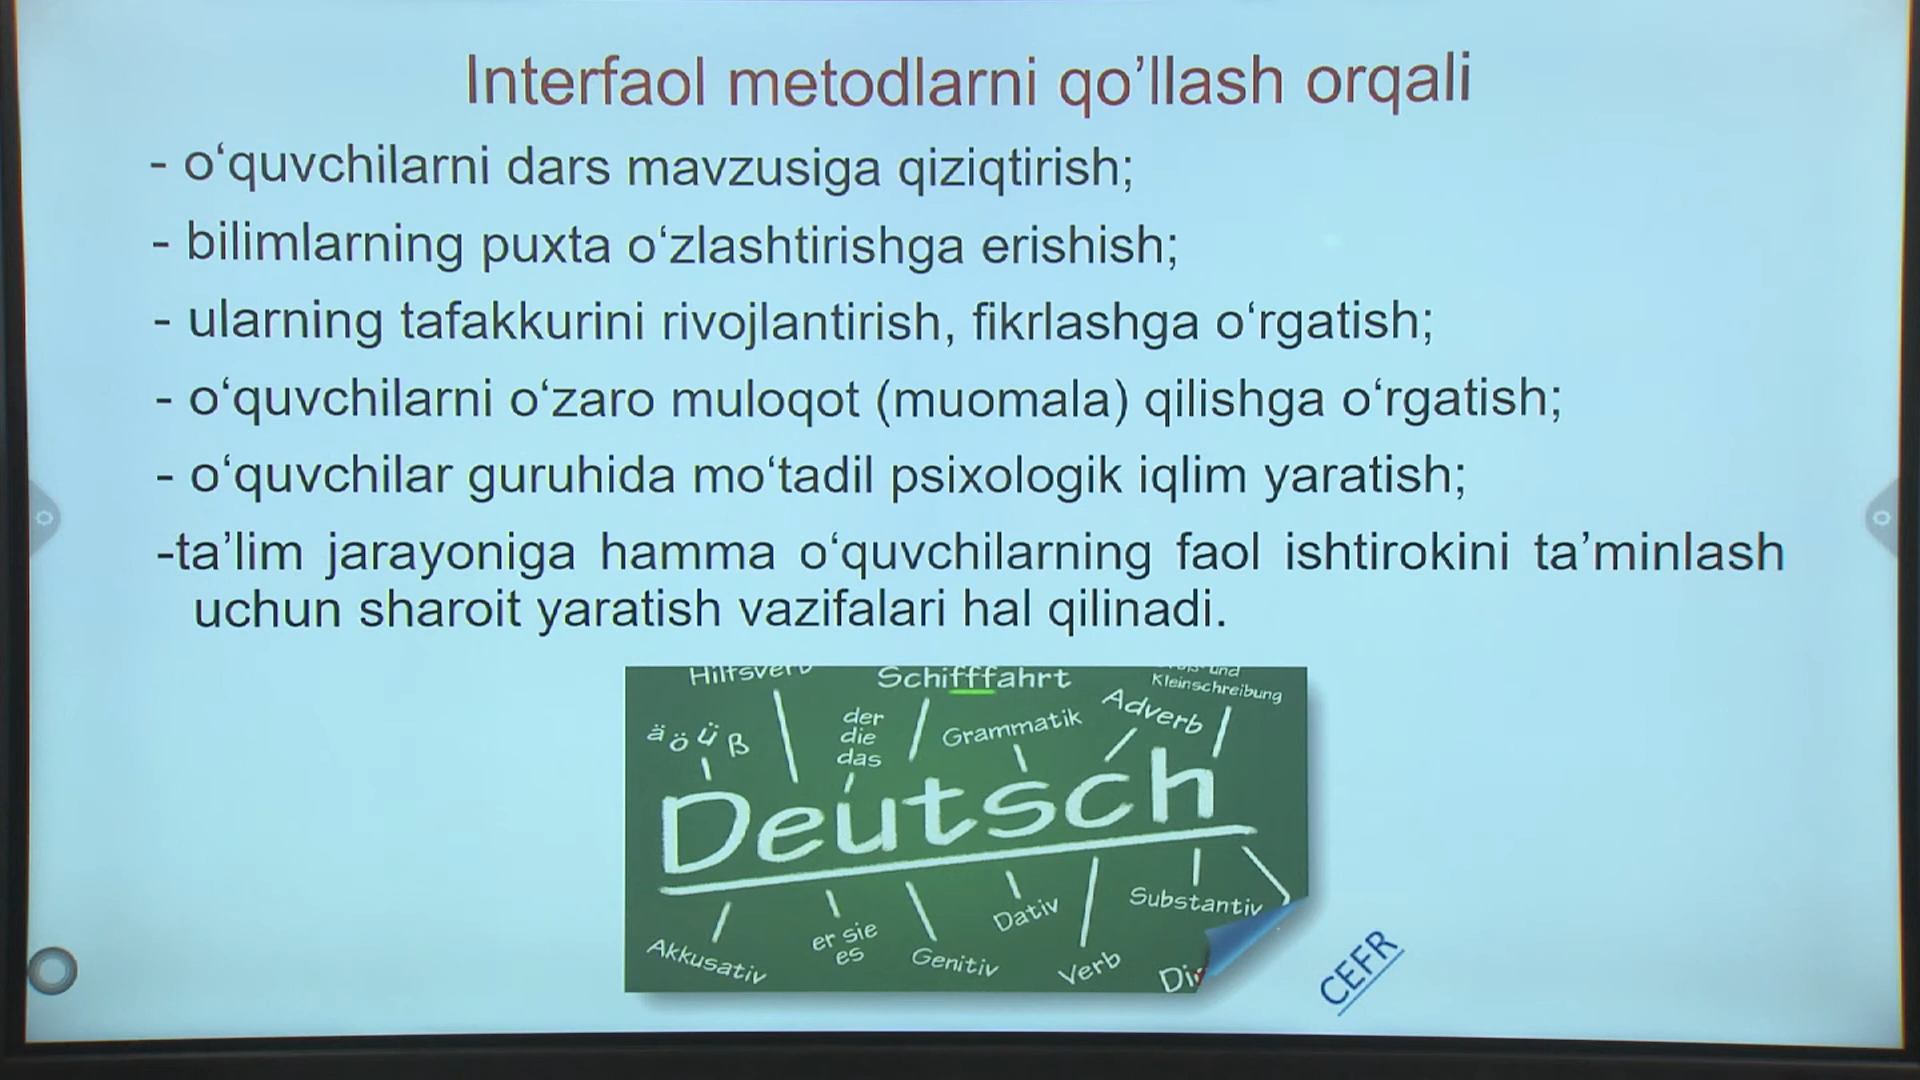 Interfaol metodlarni qo’llash orqali
- o‘quvchilarni dars mavzusiga qiziqtirish;
- bilimlarning puxta o‘zlashtirishga erishish;
- ularning tafakkurini rivojlantirish, fikrlashga o‘rgatish;
- o‘quvchilarni o‘zaro muloqot (muomala) qilishga o‘rgatish;
- o‘quvchilar guruhida mo‘tadil psixologik iqlim yaratish;
-ta’lim jarayoniga hamma o‘quvchilarning faol ishtirokini ta’minlash
uchun sharoit yaratish vazifalari hal qilinadi.
Hilfsverb
Schifffahrt
und
Kleinschreibung
ä ö ü ß
der
die
das
Grammatik
Adverb
Deutsch
Akkusativ
er sie
es
Genitiv
Dativ
Verb
Substantiv
CEFR